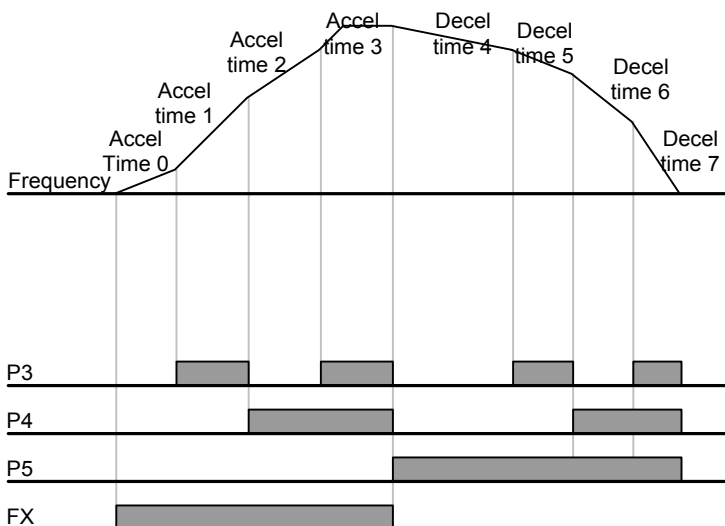 Accel
time 3
Decel
time 4
Decel
time 5
Accel
time 2
Decel
time 6
Accel
time 1
Accel
Time 0
Decel
time 7
Frequency
P3
P4
P5
FX